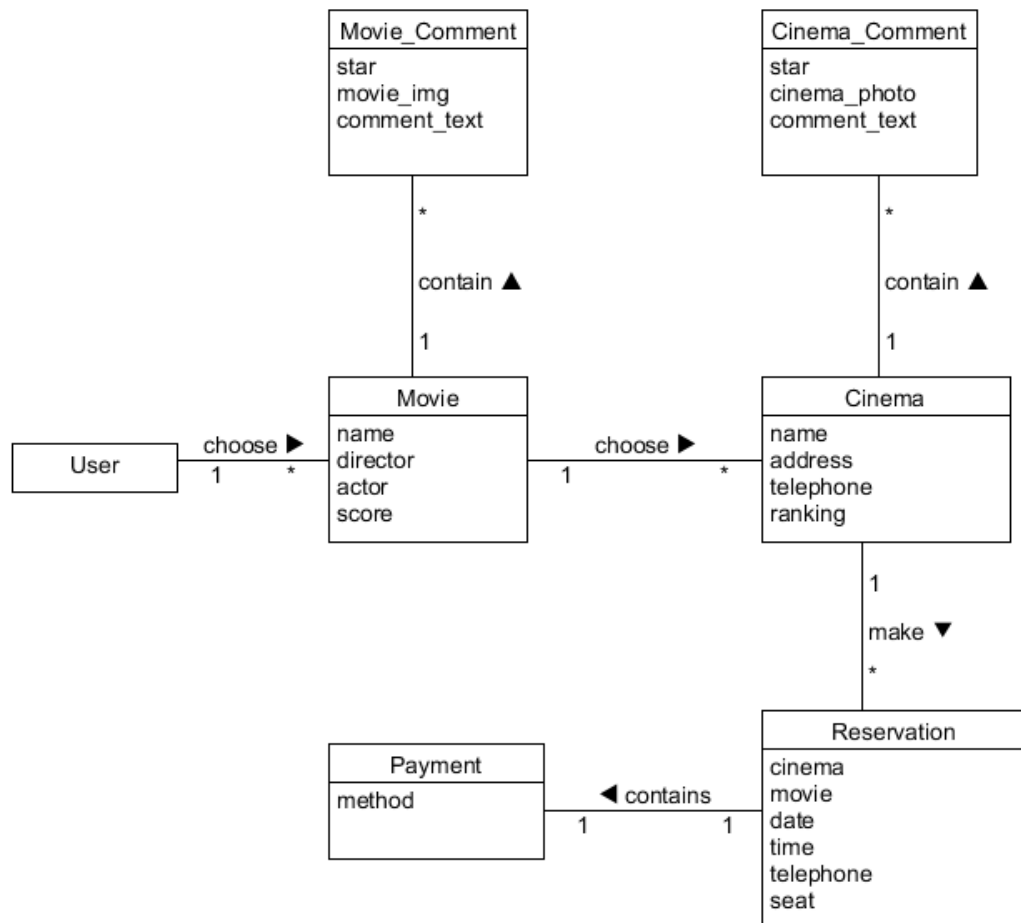 Movie_Comment
star
movie_img
comment_text
Cinema_Comment
star
cinema_photo
comment_text
*
contain ▲
1
*
contain ▲
1
User
choose ▶
1 *
Movie
name
director
actor
score
choose ▶
1 *
Cinema
name
address
telephone
ranking
1
make ▼
*
Payment
method
◀ contains
1 1
Reservation
cinema
movie
date
time
telephone
seat